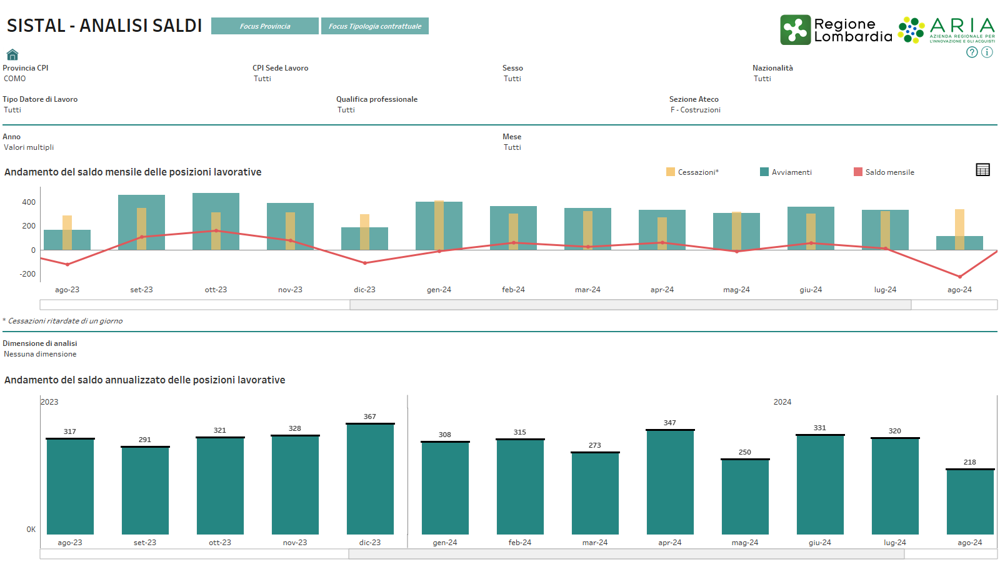 SISTAL - ANALISI SALDI
Focus Provincia
Focus Tipologia contrattuale
Regione
Lombardia
ARIA
AZIENDA REGIONALE PER
L'INNOVAZIONE E GLI ACQUISTI
Provincia CPI
COMO
CPI Sede Lavoro
Tutti
Sesso
Tutti
Nazionalità
Tutti
Tipo Datore di Lavoro
Tutti
Qualifica professionale
Tutti
Sezione Ateco
F - Costruzioni
Anno
Valori multipli
Mese
Tutti
Andamento del saldo mensile delle posizioni lavorative
Cessazioni*
Avviamenti
Saldo mensile
400
200
0
-200
ago-23 set-23 ott-23 nov-23 dic-23 gen-24 feb-24 mar-24 apr-24 mag-24 giu-24 lug-24 ago-24
* Cessazioni ritardate di un giorno
Dimensione di analisi
Nessuna dimensione
Andamento del saldo annualizzato delle posizioni lavorative
2023 2024
317 291 321 328 367 308 315 273 347 250 331 320 218
0K
ago-23 set-23 ott-23 nov-23 dic-23 gen-24 feb-24 mar-24 apr-24 mag-24 giu-24 lug-24 ago-24